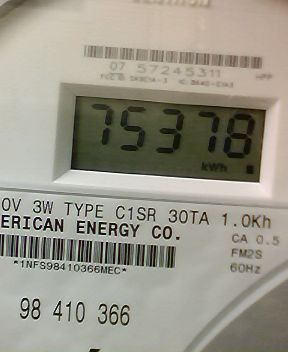 07 57245311
75378
kWh
0V 3W TYPE C1SR 30TA 1.0Kh
ERICAN ENERGY CO.
CA 0.5
FM2S
60Hz
*1NFS98410366MEC*
98 410 366